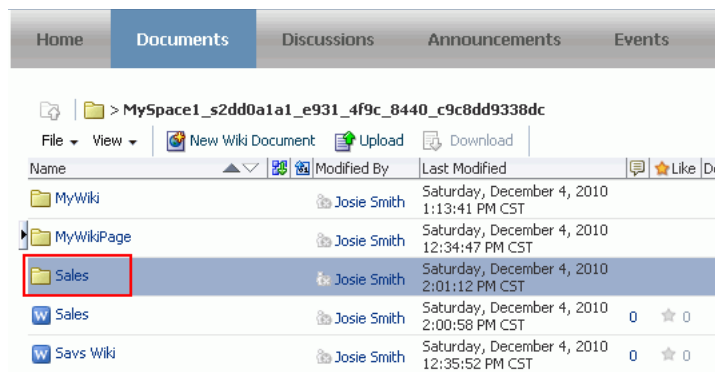 Home Documents Discussions Announcements Events
> MySpace1_s2dd0a1a1_e931_4f9c_8440_c9c8dd9338dc
File View New Wiki Document Upload Download
Name Modified By Last Modified Like
MyWiki Josie Smith Saturday, December 4, 2010
1:13:41 PM CST
MyWikiPage Josie Smith Saturday, December 4, 2010
12:34:47 PM CST
Sales Josie Smith Saturday, December 4, 2010
2:01:12 PM CST
W Sales Josie Smith Saturday, December 4, 2010
2:00:58 PM CST 0 0
W Savs Wiki Josie Smith Saturday, December 4, 2010
12:35:52 PM CST 0 0